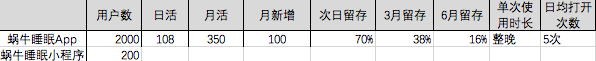 用户数 日活 月活 月新增 次日留存 3月留存 6月留存 单次使用时长 日均打开次数
蜗牛睡眠App 2000 108 350 100 70% 38% 16% 整晚 5次
蜗牛睡眠小程序 200